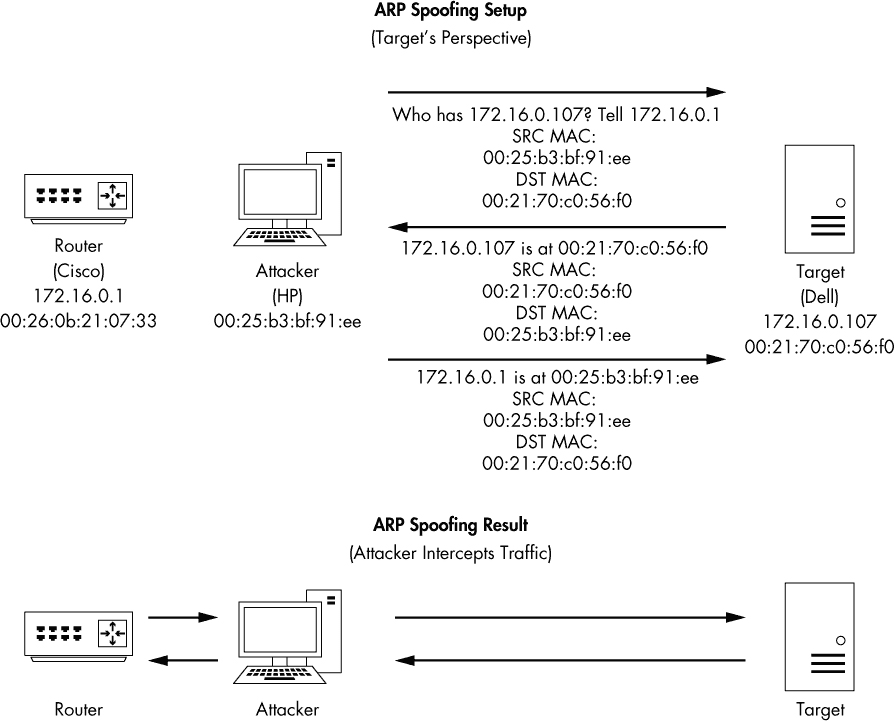 ARP Spoofing Setup
(Target's Perspective)
Who has 172.16.0.107? Tell 172.16.0.1
SRC MAC:
00:25:b3:bf:91:ee
DST MAC:
00:21:70:c0:56:f0
172.16.0.107 is at 00:21:70:c0:56:f0
SRC MAC:
00:21:70:c0:56:f0
DST MAC:
00:25:b3:bf:91:ee
172.16.0.1 is at 00:25:b3:bf:91:ee
SRC MAC:
00:25:b3:bf:91:ee
DST MAC:
00:21:70:c0:56:f0
Router
(Cisco)
172.16.0.1
00:26:0b:21:07:33
Attacker
(HP)
00:25:b3:bf:91:ee
Target
(Dell)
172.16.0.107
00:21:70:c0:56:f0
ARP Spoofing Result
(Attacker Intercepts Traffic)
Router
Attacker
Target